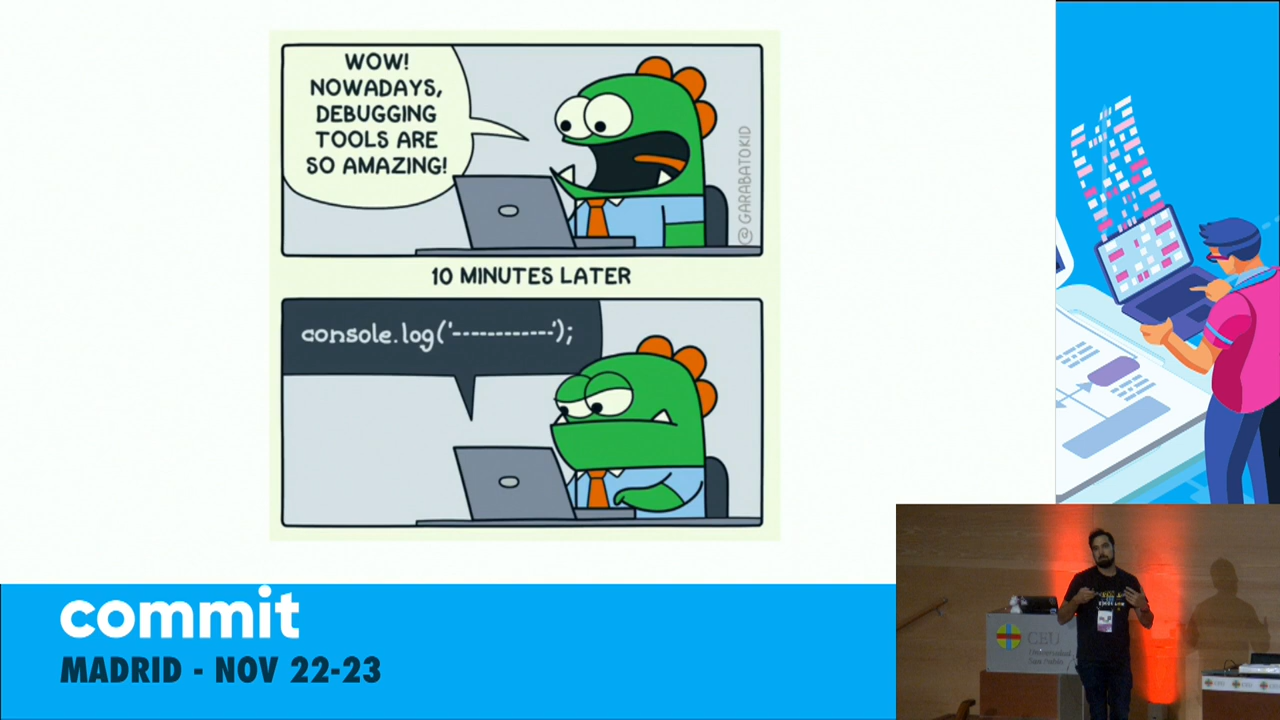 WOW!
NOWADAYS,
DEBUGGING
TOOLS ARE
SO AMAZING!
@GARABATOKID
10 MINUTES LATER
console.log('------------');
commit
MADRID - NOV 22-23
CEU